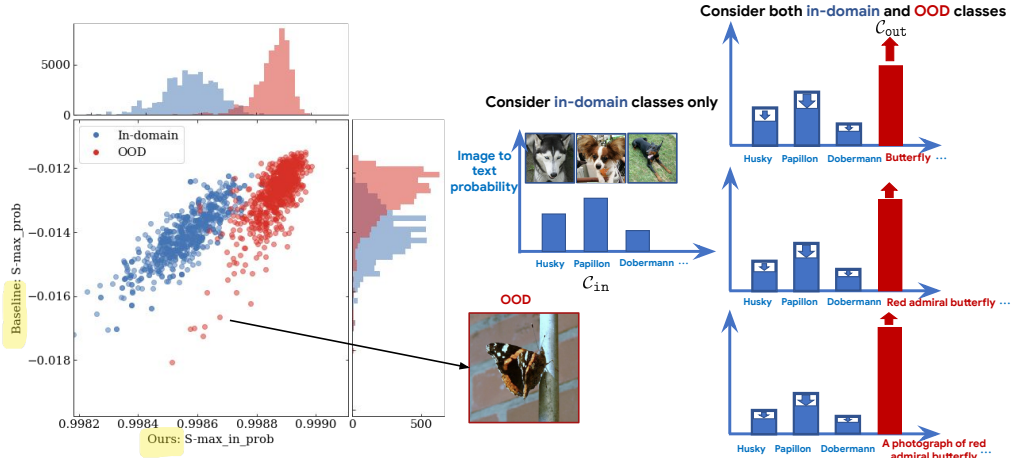 Consider both in-domain and OOD classes
C_out
Husky Papillon Dobermann Butterfly ...
Husky Papillon Dobermann Red admiral butterfly ...
Husky Papillon Dobermann A photograph of red
admiral butterfly ...
Consider in-domain classes only
Image to
text
probability
Husky Papillon Dobermann ...
C_in
OOD
5000
0
In-domain
OOD
−0.012
−0.014
−0.016
−0.018
Baseline: S-max_prob
0.9982 0.9984 0.9986 0.9988 0.9990
Ours: S-max_in_prob
0 500